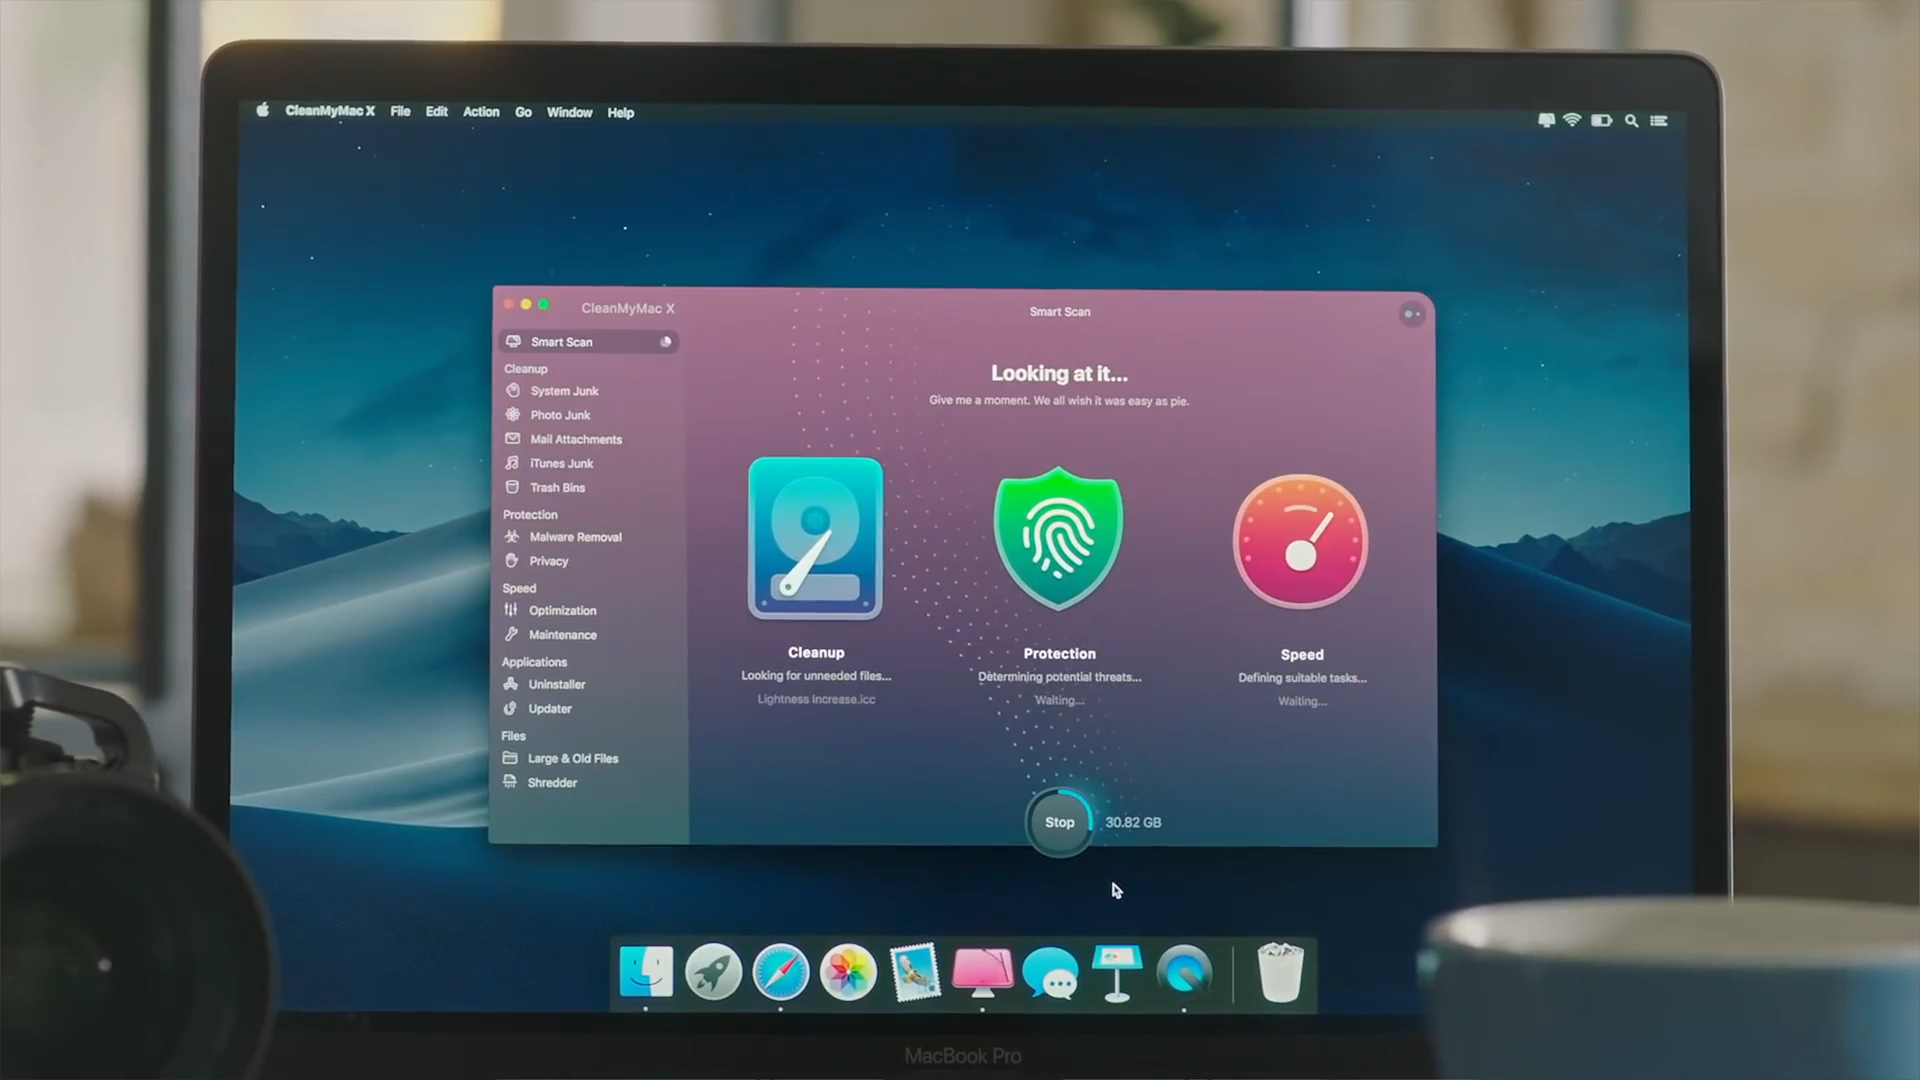 CleanMyMac X File Edit Action Go Window Help
CleanMyMac X
Smart Scan
Smart Scan
Cleanup
System Junk
Photo Junk
Mail Attachments
iTunes Junk
Trash Bins
Protection
Malware Removal
Privacy
Speed
Optimization
Maintenance
Applications
Uninstaller
Updater
Files
Large & Old Files
Shredder
Looking at it...
Give me a moment. We all wish it was easy as pie.
Cleanup
Looking for unneeded files...
Lightness Increase.icc
Protection
Determining potential threats...
Waiting...
Speed
Defining suitable tasks...
Waiting...
Stop 30.82 GB
MacBook Pro